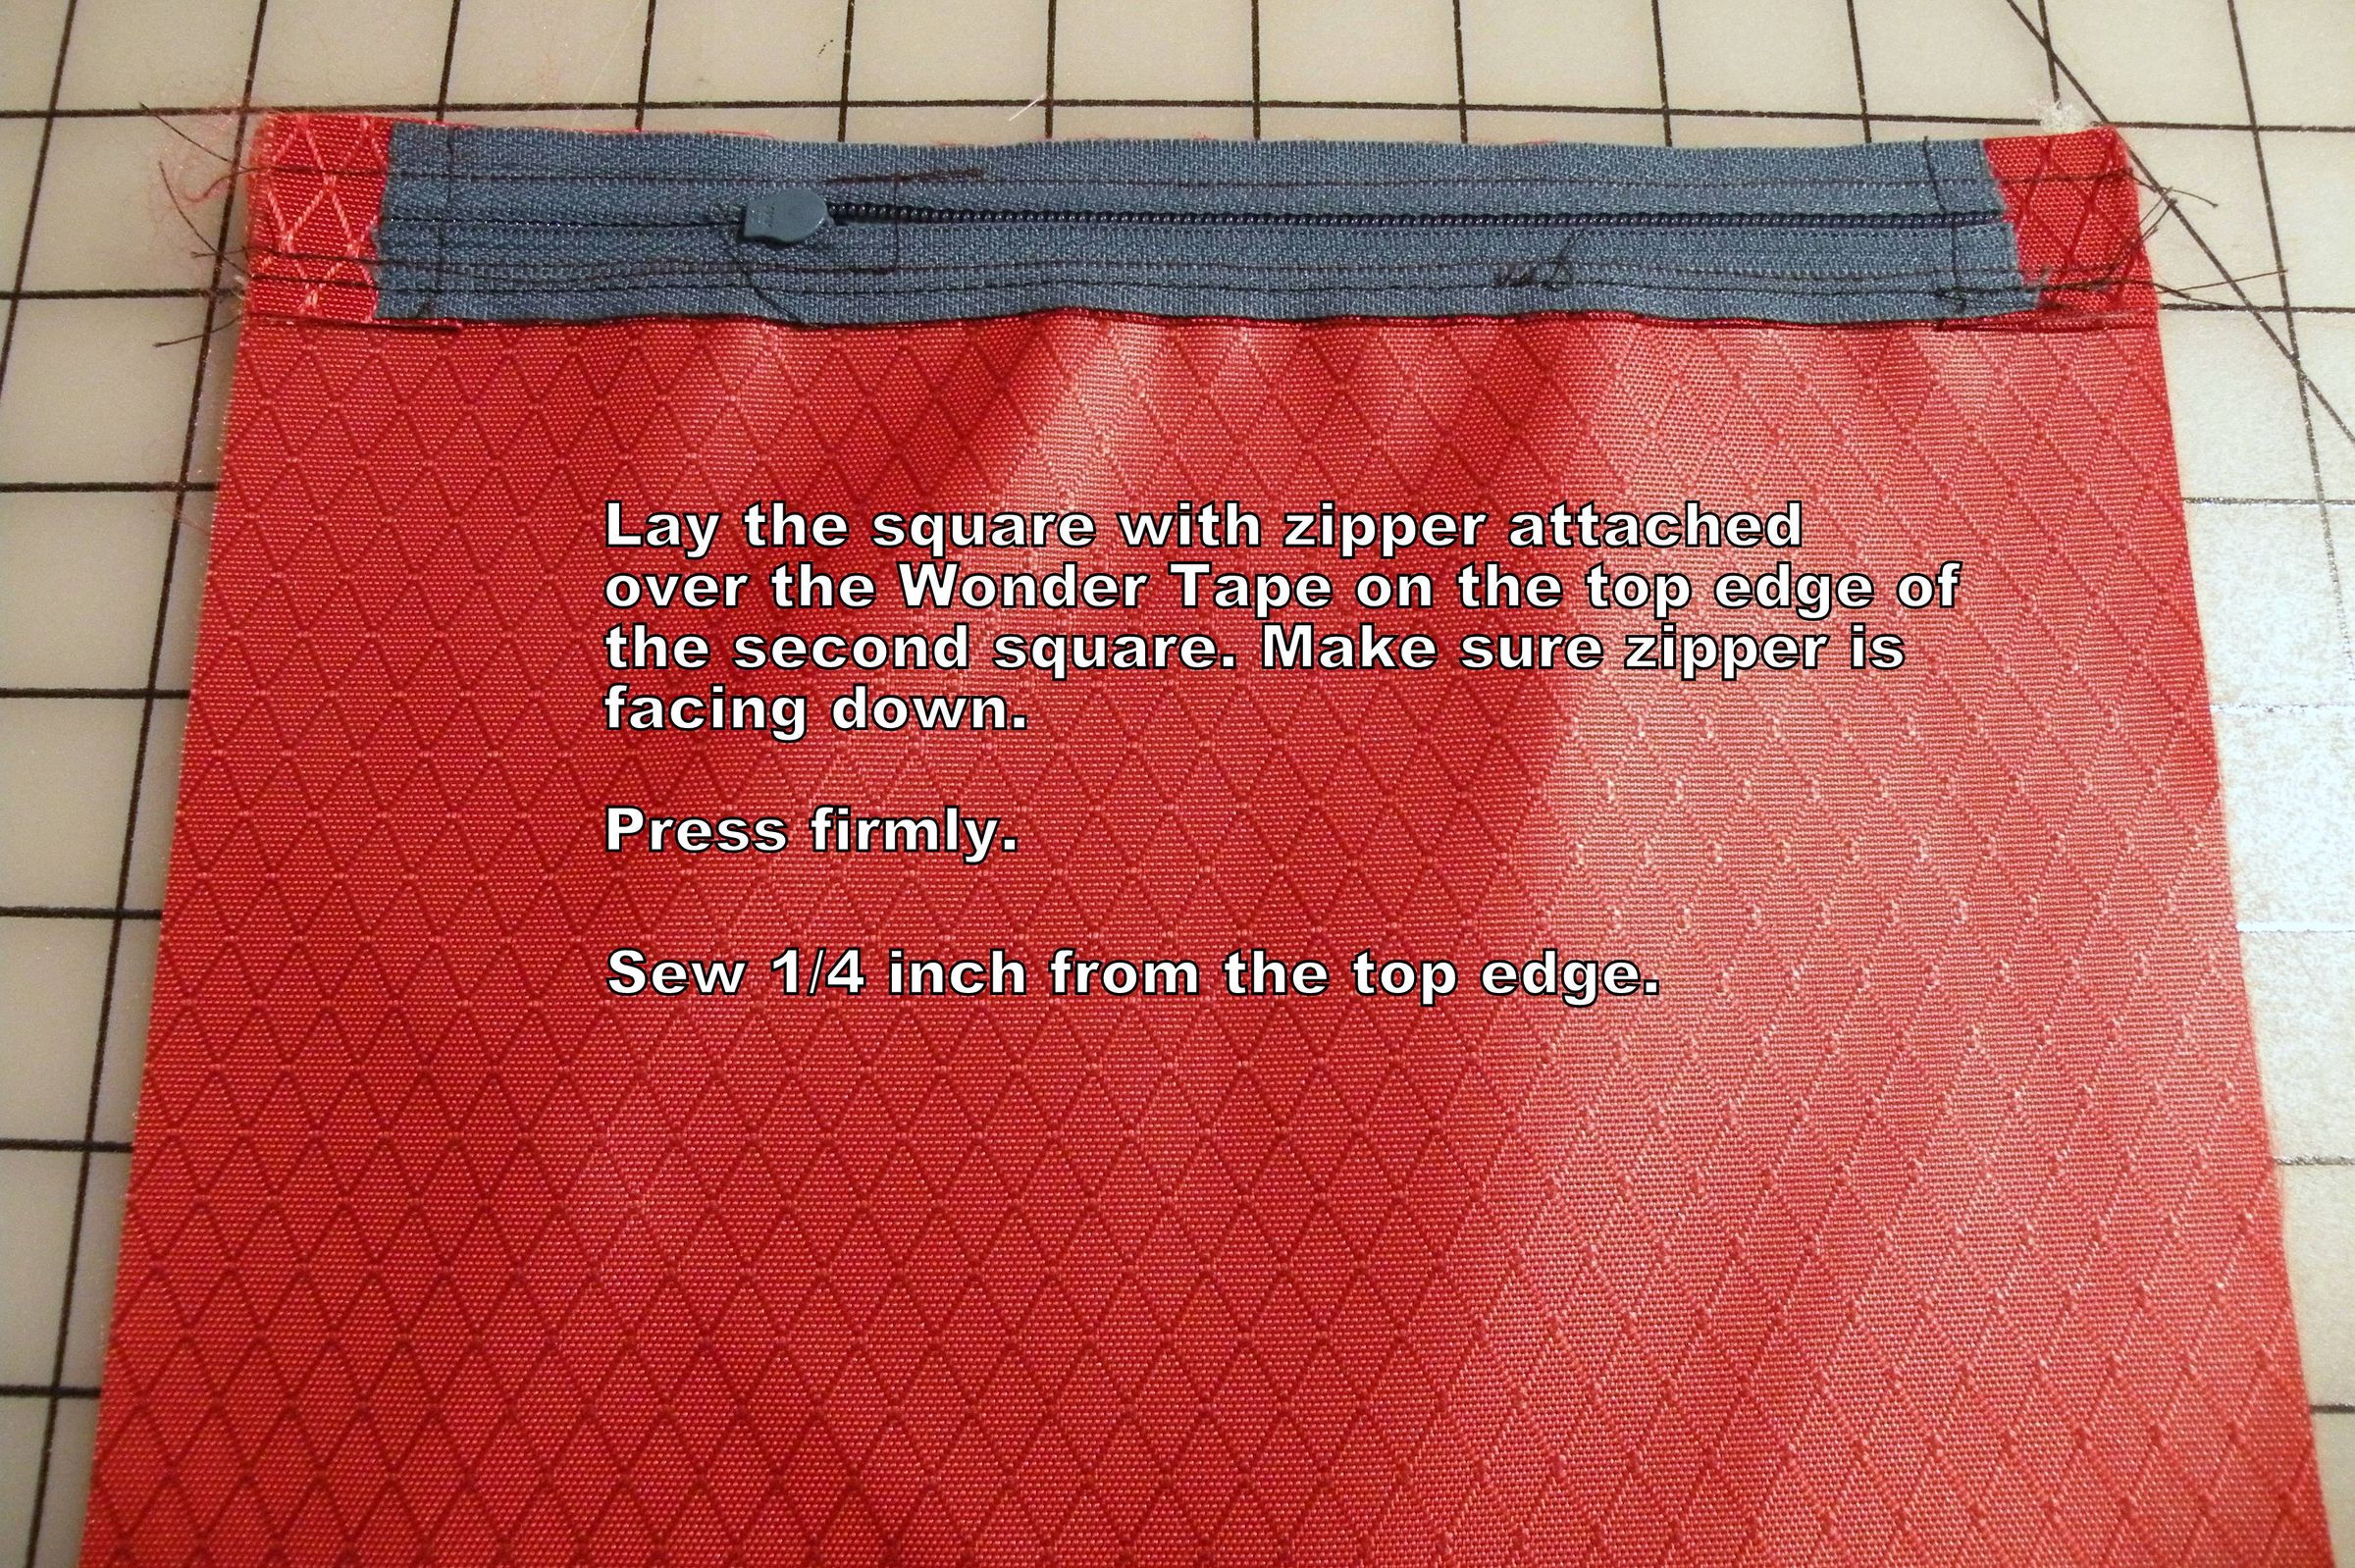 Lay the square with zipper attached
over the Wonder Tape on the top edge of
the second square. Make sure zipper is
facing down.
Press firmly.
Sew 1/4 inch from the top edge.